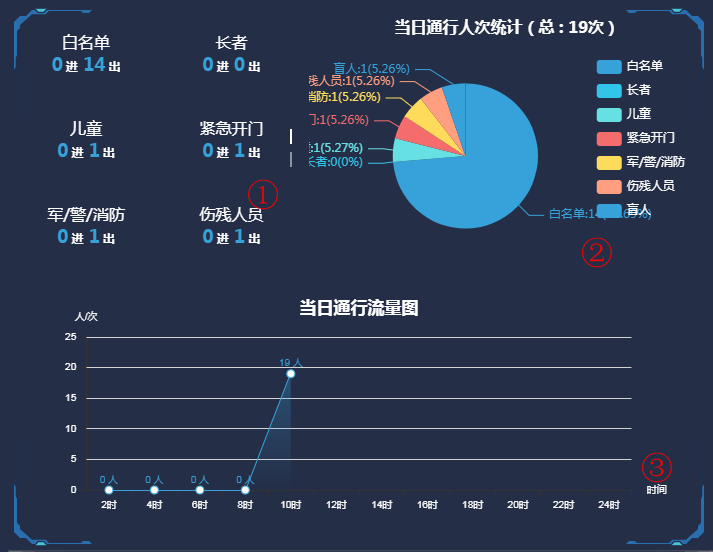 白名单 长者
0 进 14 出 0 进 0 出
儿童 紧急开门
0 进 1 出 0 进 1 出
①
军/警/消防 伤残人员
0 进 1 出 0 进 1 出
当日通行人次统计（总：19次）
盲人:1(5.26%)
残人员:1(5.26%)
消防:1(5.26%)
门:1(5.26%)
:1(5.27%)
长者:0(0%)
白名单:1
白名单
长者
儿童
紧急开门
军/警/消防
伤残人员
盲人
②
当日通行流量图
人/次
25
20
15
10
5
0
19 人
0 人 0 人 0 人 0 人
③
时间
2时 4时 6时 8时 10时 12时 14时 16时 18时 20时 22时 24时